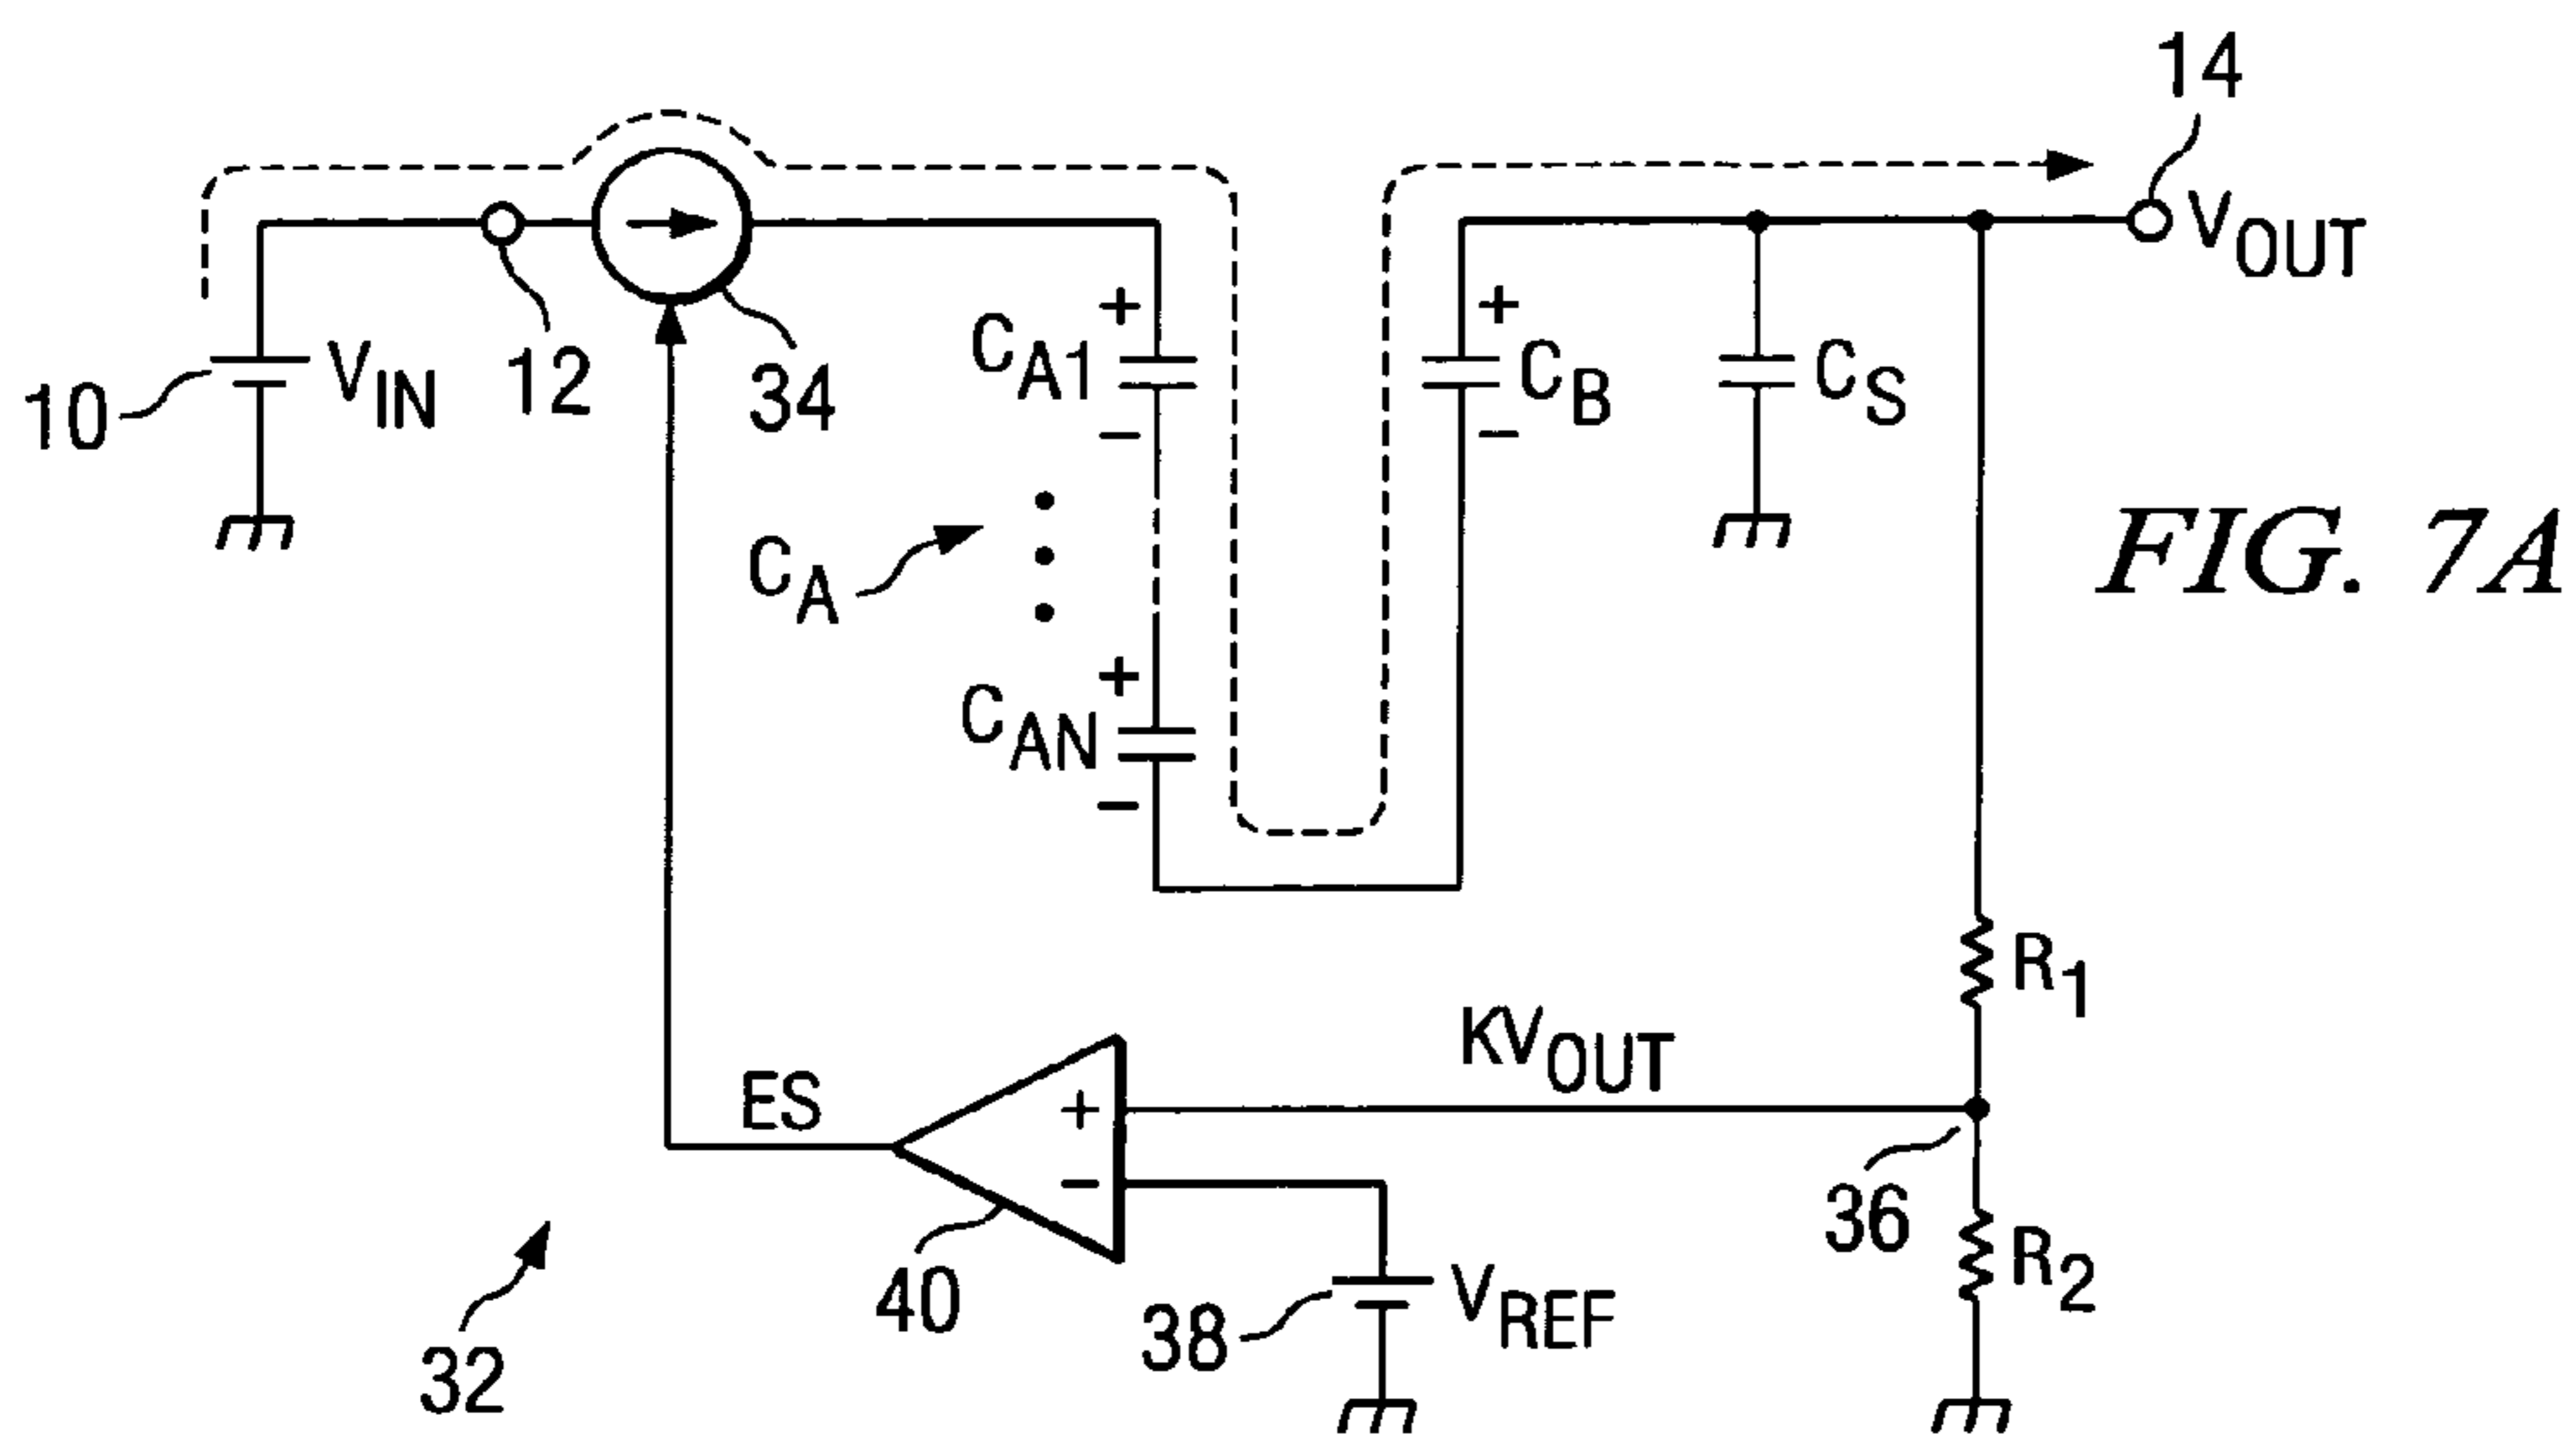 14
V_OUT
12
34
10
V_IN
+
C_A1
−
+
C_B
−
C_S
FIG. 7A
C_A
+
C_AN
−
R_1
KV_OUT
ES
+
−
36
40
38
V_REF
R_2
32